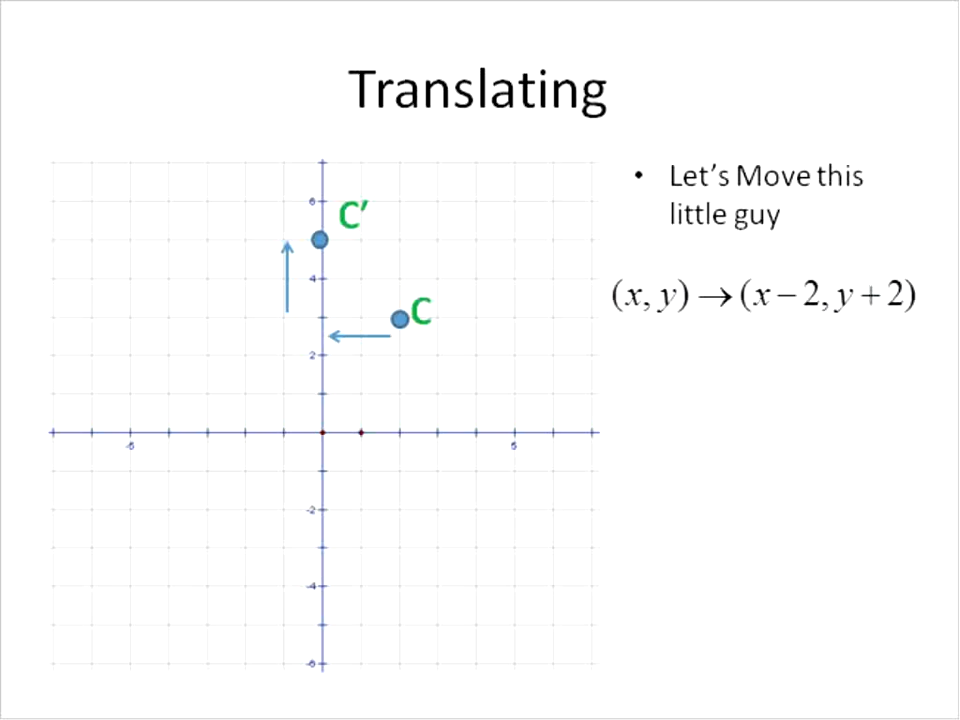 Translating
• Let's Move this
little guy
(x, y) → (x − 2, y + 2)
C′
C
6
4
2
-5
5
-2
-4
-6